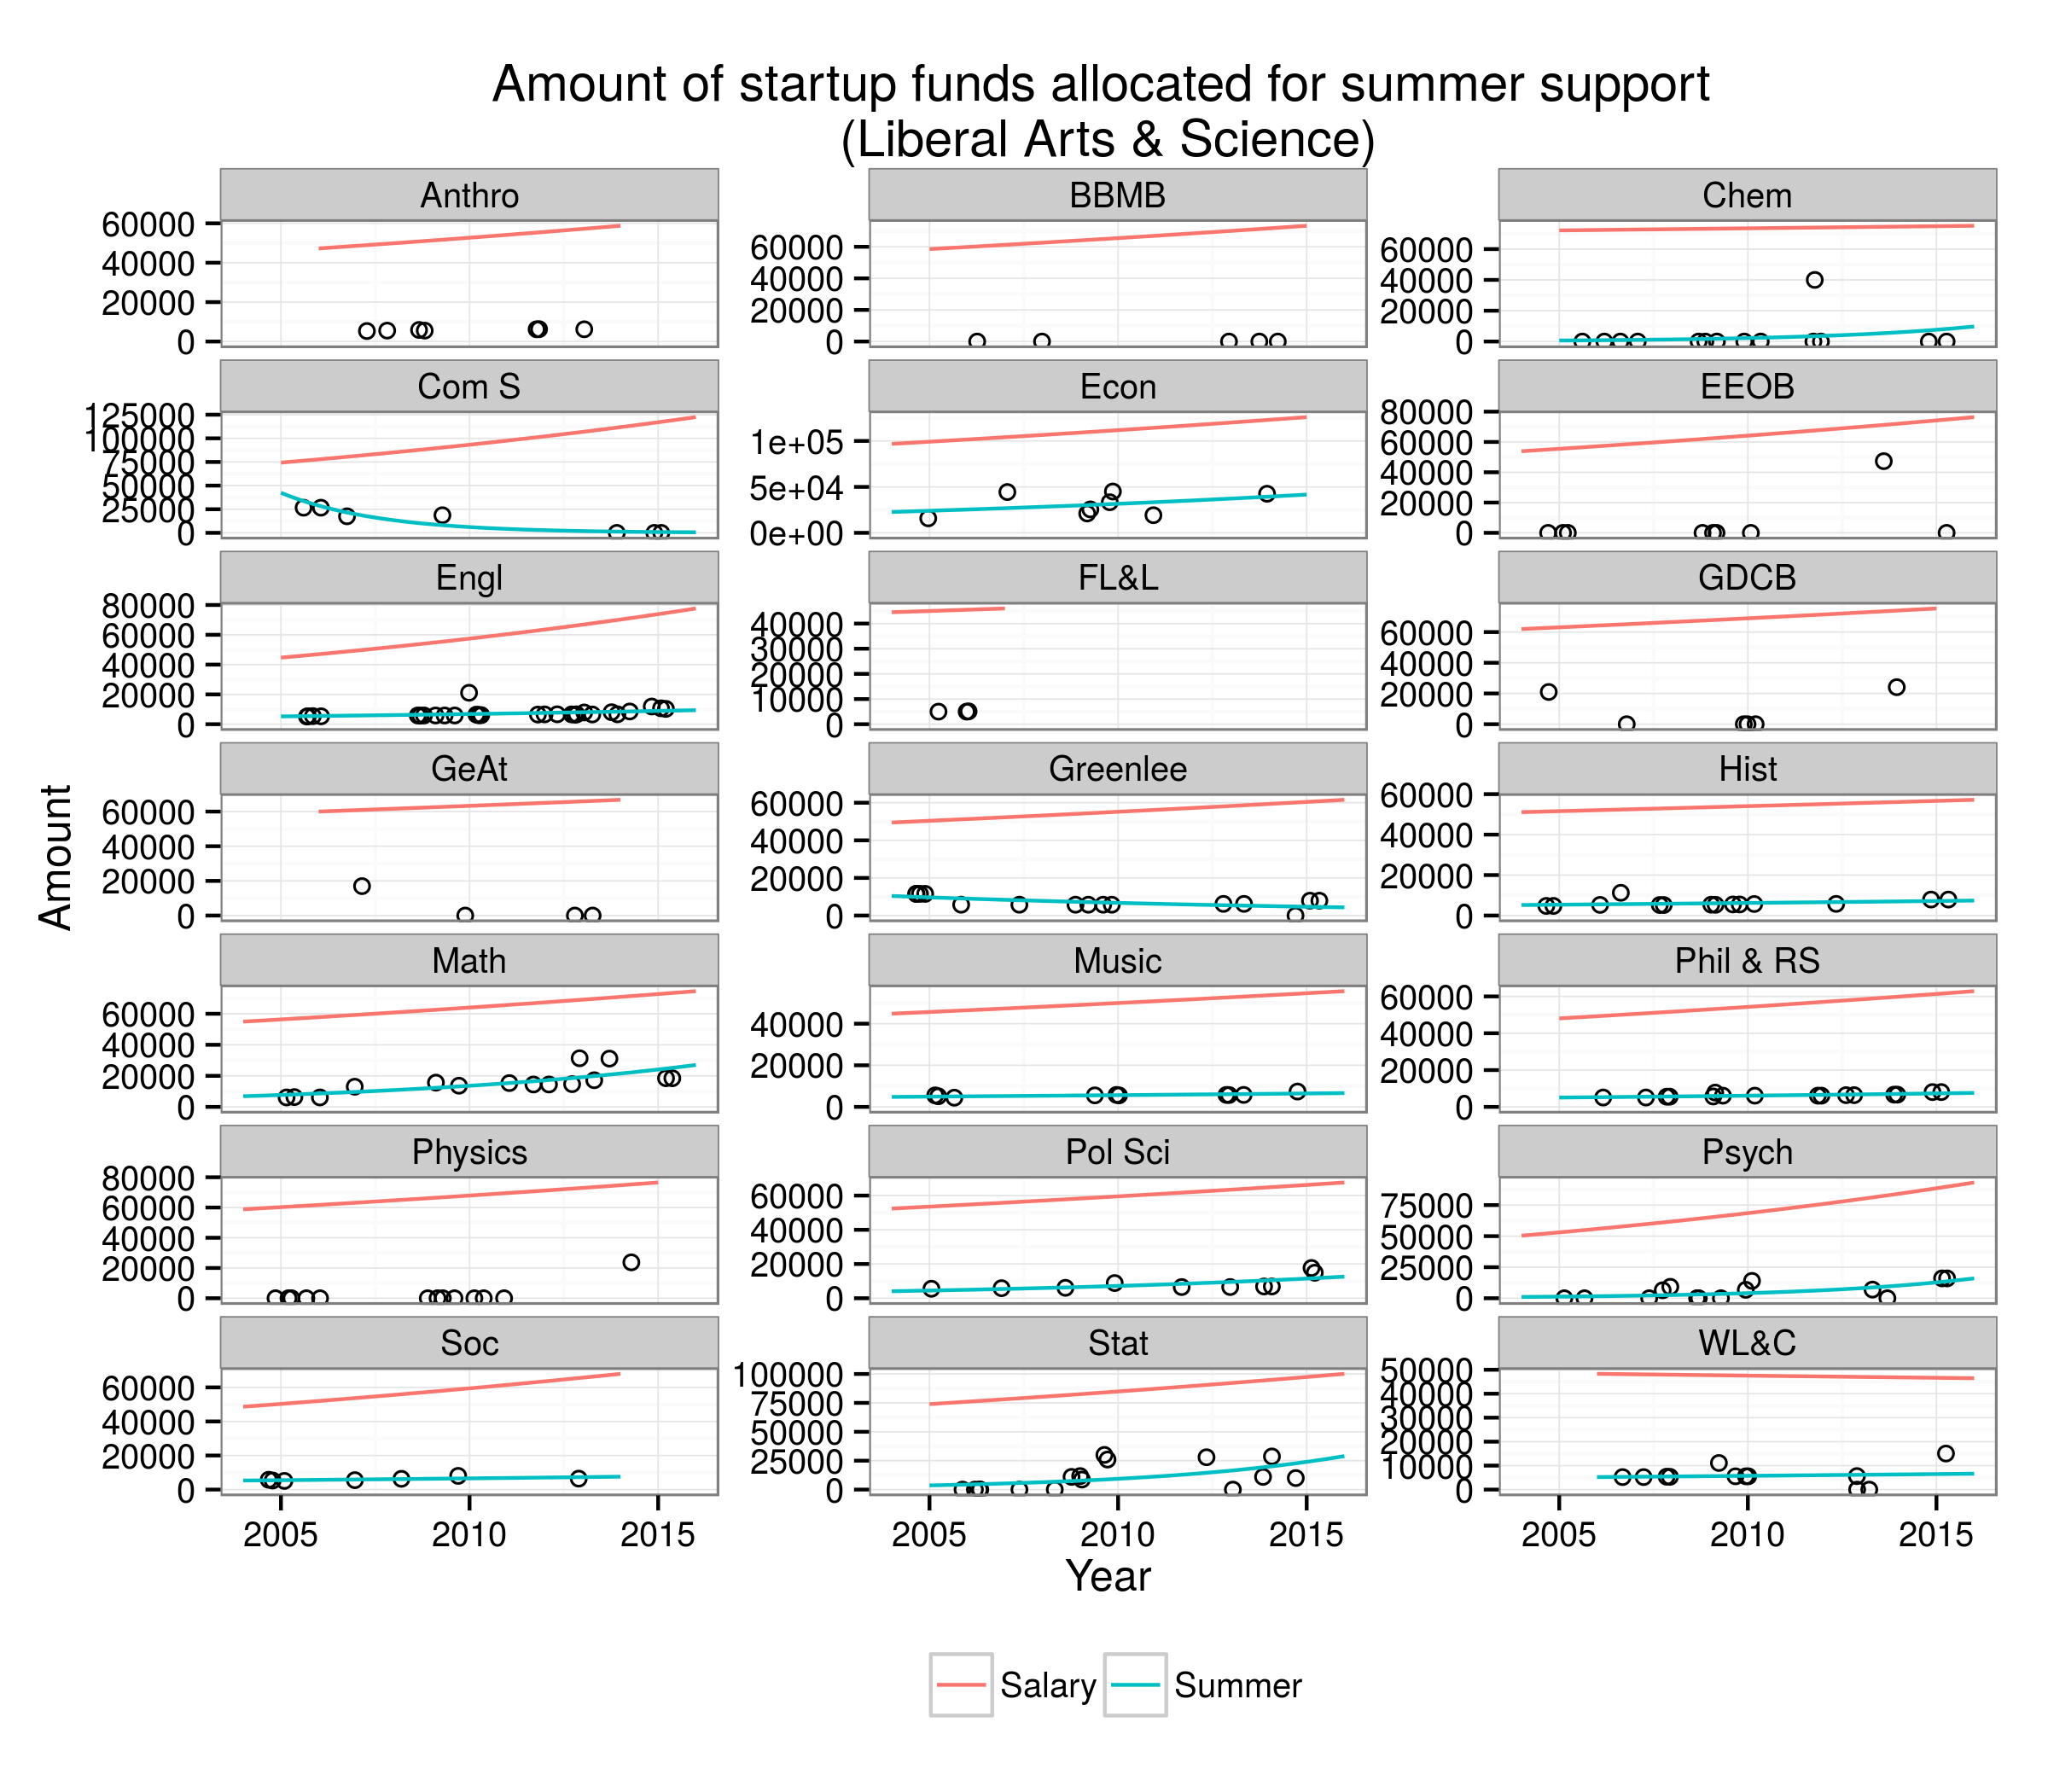 Amount of startup funds allocated for summer support
(Liberal Arts & Science)
Anthro
60000
40000
20000
0
BBMB
60000
40000
20000
0
Chem
60000
40000
20000
0
Com S
125000
100000
75000
50000
25000
0
Econ
1e+05
5e+04
0e+00
EEOB
80000
60000
40000
20000
0
Engl
80000
60000
40000
20000
0
FL&L
40000
30000
20000
10000
0
GDCB
60000
40000
20000
0
GeAt
60000
40000
20000
0
Greenlee
60000
40000
20000
0
Hist
60000
40000
20000
0
Math
60000
40000
20000
0
Music
40000
20000
0
Phil & RS
60000
40000
20000
0
Physics
80000
60000
40000
20000
0
Pol Sci
60000
40000
20000
0
Psych
75000
50000
25000
0
Soc
60000
40000
20000
0
Stat
100000
75000
50000
25000
0
WL&C
50000
40000
30000
20000
10000
0
2005 2010 2015
2005 2010 2015
2005 2010 2015
Amount
Year
Salary
Summer